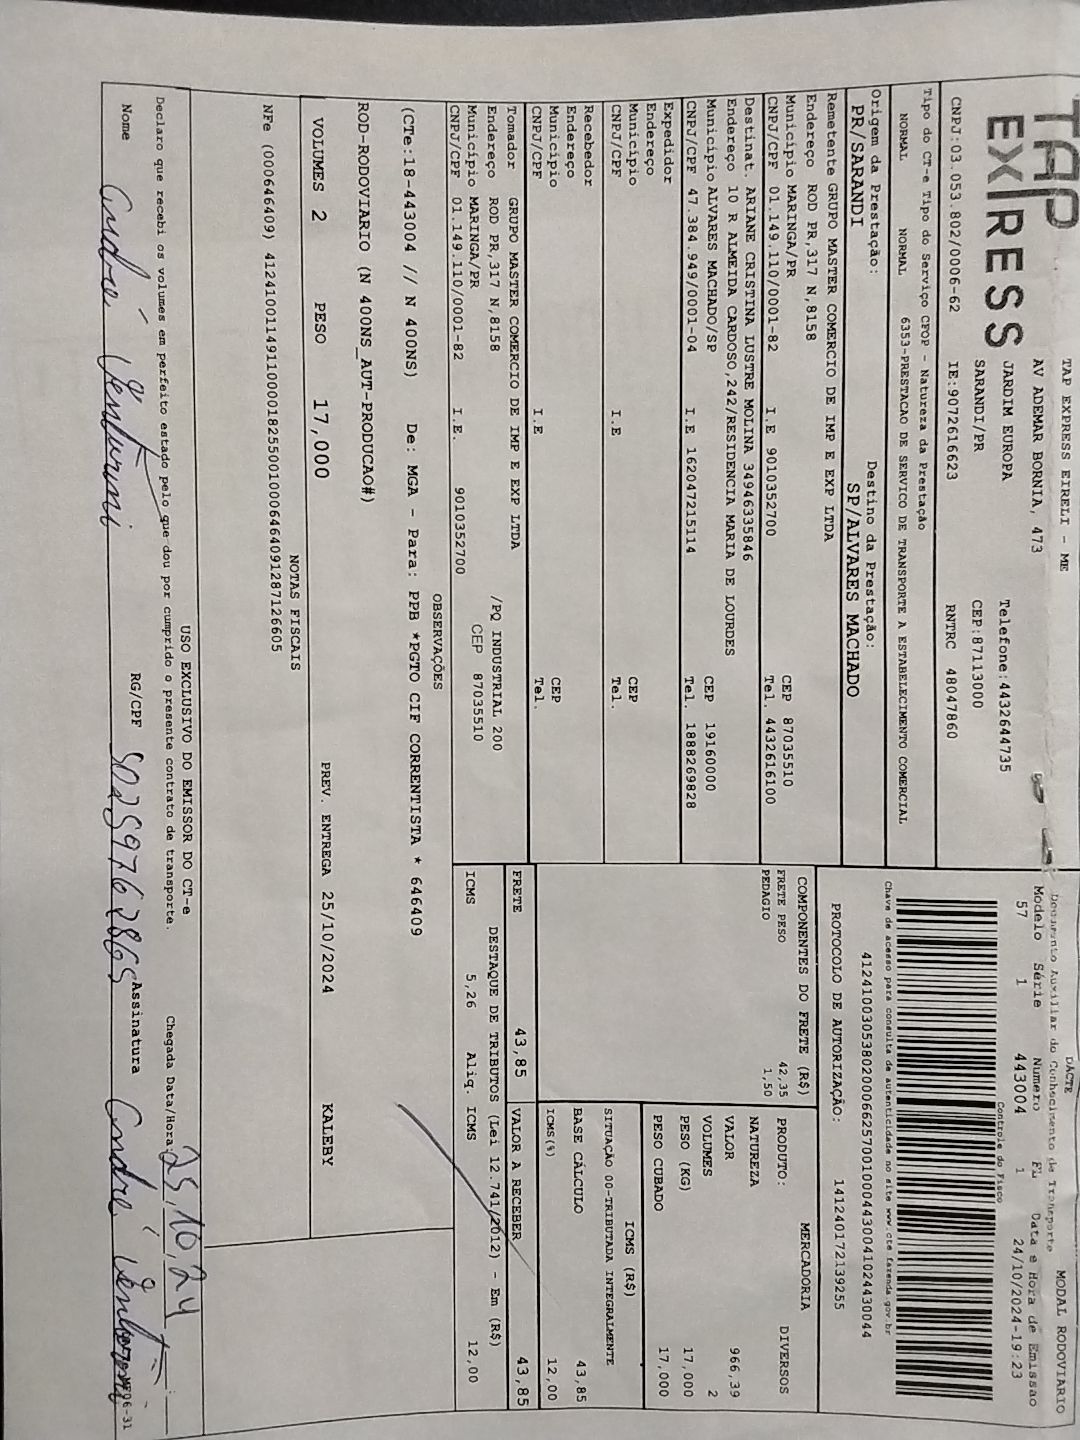 TAP
EXPRESS
TAP EXPRESS EIRELI - ME
AV ADEMAR BORNIA, 473
JARDIM EUROPA
SARANDI/PR
Telefone:4432644735
CEP:87113000
CNPJ:03.053.802/0006-62 IE:9072616623 RNTRC 48047860
Tipo do CT-e Tipo do Serviço CFOP - Natureza da Prestação
NORMAL NORMAL 6353-PRESTACAO DE SERVICO DE TRANSPORTE A ESTABELECIMENTO COMERCIAL
Origem da Prestação: Destino da Prestação:
PR/SARANDI SP/ALVARES MACHADO
DACTE
Documento Auxiliar do Conhecimento de Transporte
MODAL RODOVIARIO
Modelo Série Numero FL Data e Hora de Emissao
57 1 443004 1 24/10/2024-19:23
Controle do Fisco
Chave de acesso para consulta de autenticidade no site www.cte fazenda gov.br
41241003053802000662570010004430041024430044
PROTOCOLO DE AUTORIZAÇÃO: 141240172139255
Remetente GRUPO MASTER COMERCIO DE IMP E EXP LTDA
Endereço ROD PR,317 N,8158
Município MARINGA/PR CEP 87035510
CNPJ/CPF 01.149.110/0001-82 I.E 9010352700 Tel. 4432616100
Destinat. ARIANE CRISTINA LUSTRE MOLINA 34946335846
Endereço 10 R ALMEIDA CARDOSO,242/RESIDENCIA MARIA DE LOURDES
Município ALVARES MACHADO/SP CEP 19160000
CNPJ/CPF 47.384.949/0001-04 I.E 162047215114 Tel. 1888269828
Expedidor
Endereço
Município CEP
CNPJ/CPF I.E Tel.
Recebedor
Endereço
Município CEP
CNPJ/CPF I.E Tel.
Tomador GRUPO MASTER COMERCIO DE IMP E EXP LTDA
Endereço ROD PR,317 N,8158 /PQ INDUSTRIAL 200
Município MARINGA/PR CEP 87035510
CNPJ/CPF 01.149.110/0001-82 I.E. 9010352700
COMPONENTES DO FRETE (R$)
FRETE PESO 42,35
PEDAGIO 1,50
PRODUTO: MERCADORIA
NATUREZA DIVERSOS
VALOR 966,39
VOLUMES 2
PESO (KG) 17,000
PESO CUBADO 17,000
ICMS (R$)
SITUAÇÃO 00-TRIBUTADA INTEGRALMENTE
BASE CÁLCULO 43,85
ICMS(%) 12,00
FRETE 43,85 VALOR A RECEBER 43,85
DESTAQUE DE TRIBUTOS (Lei 12.741/2012) - Em (R$)
ICMS 5,26 Aliq. ICMS 12,00
OBSERVAÇÕES
(CTe:18-443004 // N 400NS) De: MGA - Para: PPB *PGTO CIF CORRENTISTA * 646409
ROD-RODOVIARIO (N 400NS_AUT-PRODUCAO#)
VOLUMES 2 PESO 17,000 PREV. ENTREGA 25/10/2024 KALEBY
NOTAS FISCAIS
NFe (000646409) 41241001149110000182550010006464091287126605
USO EXCLUSIVO DO EMISSOR DO CT-e
Declaro que recebi os volumes em perfeito estado pelo que dou por cumprido o presente contrato de transporte. Chegada Data/Hora 25/10/24
Nome André Venturini RG/CPF 50259762865 Assinatura André Venturini